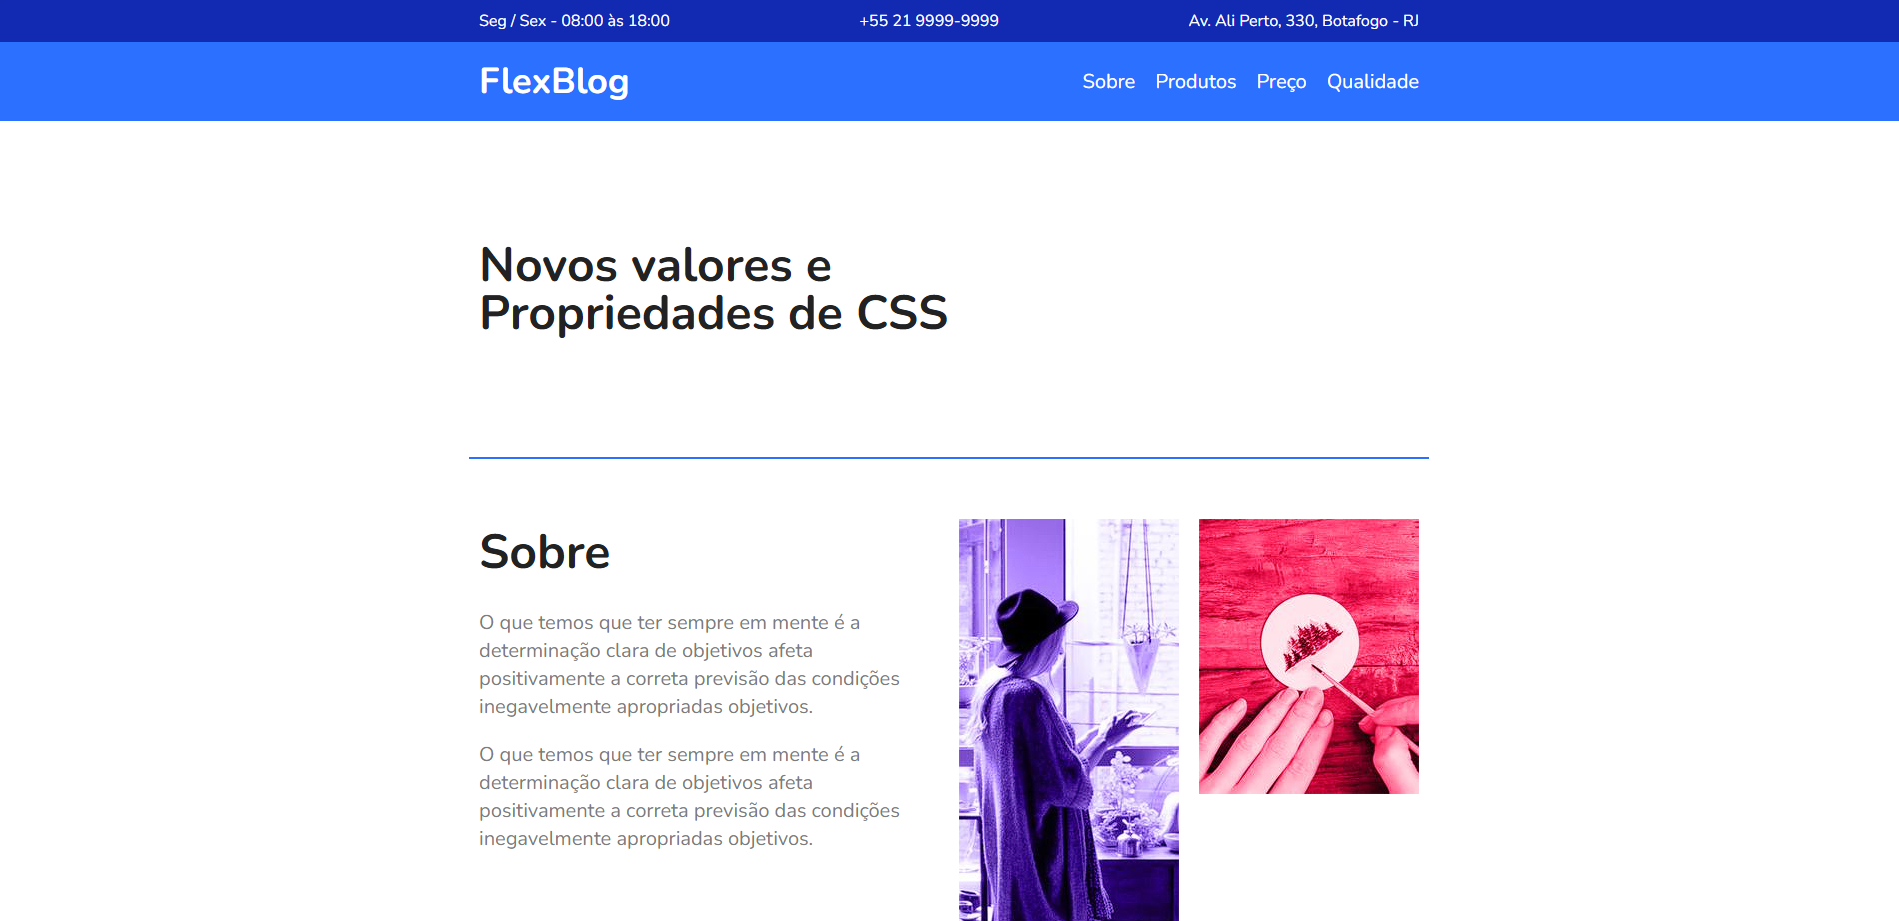 Seg / Sex - 08:00 às 18:00
+55 21 9999-9999
Av. Ali Perto, 330, Botafogo - RJ
FlexBlog
Sobre
Produtos
Preço
Qualidade
Novos valores e
Propriedades de CSS
Sobre
O que temos que ter sempre em mente é a
determinação clara de objetivos afeta
positivamente a correta previsão das condições
inegavelmente apropriadas objetivos.
O que temos que ter sempre em mente é a
determinação clara de objetivos afeta
positivamente a correta previsão das condições
inegavelmente apropriadas objetivos.